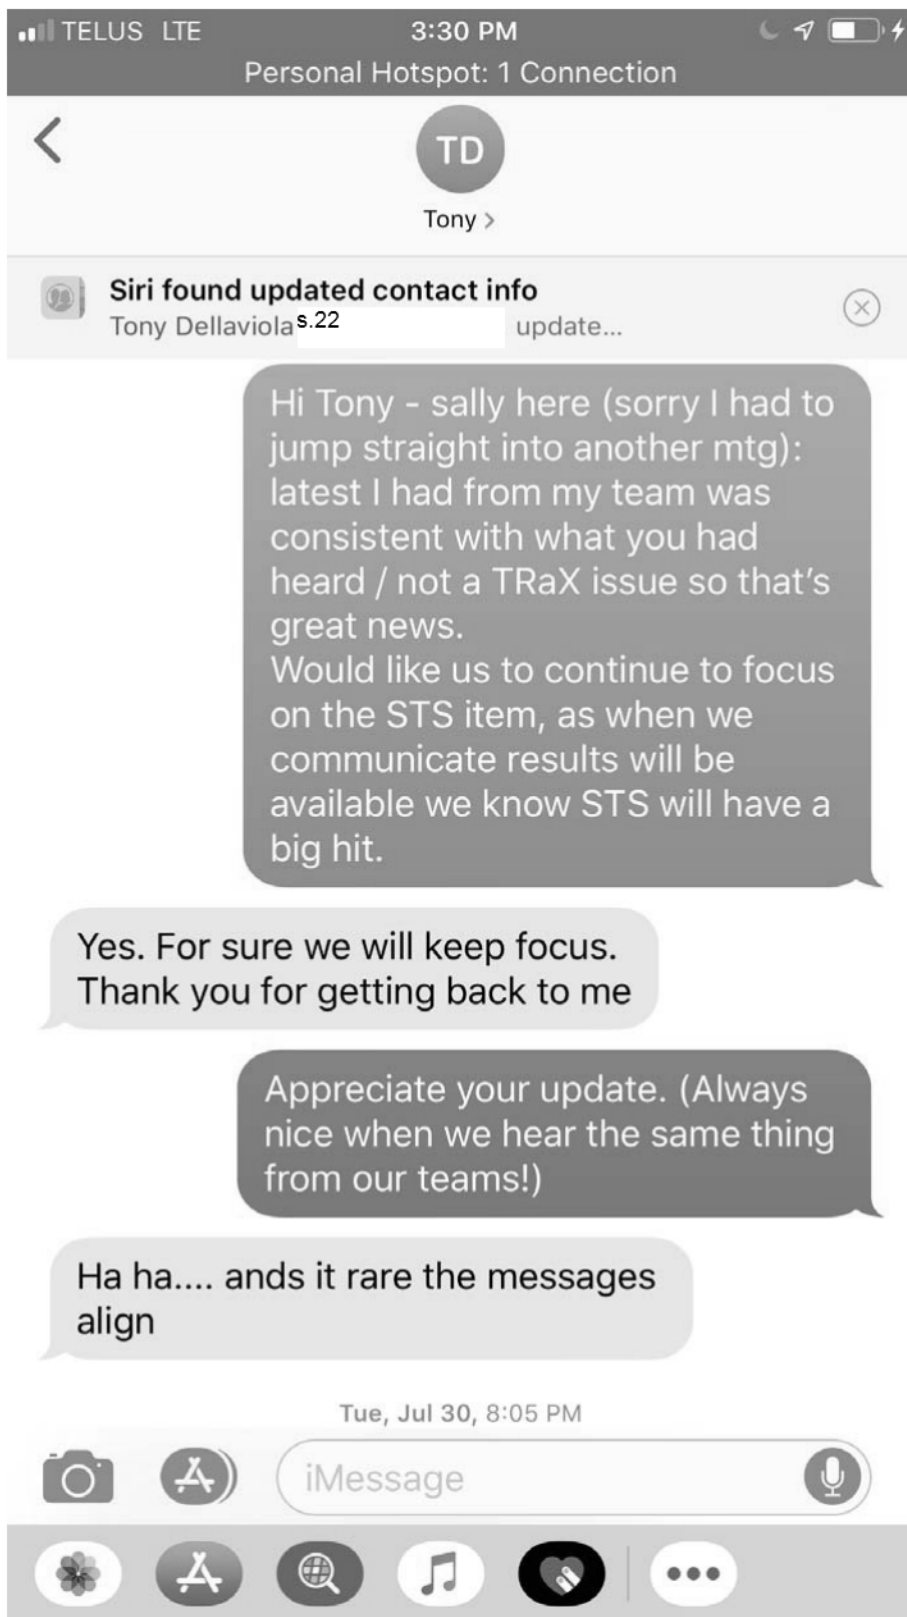 TELUS LTE 3:30 PM
Personal Hotspot: 1 Connection
TD
Tony >
Siri found updated contact info
Tony Dellaviola s.22 update...
Hi Tony - sally here (sorry I had to
jump straight into another mtg):
latest I had from my team was
consistent with what you had
heard / not a TRaX issue so that's
great news.
Would like us to continue to focus
on the STS item, as when we
communicate results will be
available we know STS will have a
big hit.
Yes. For sure we will keep focus.
Thank you for getting back to me
Appreciate your update. (Always
nice when we hear the same thing
from our teams!)
Ha ha.... ands it rare the messages
align
Tue, Jul 30, 8:05 PM
iMessage